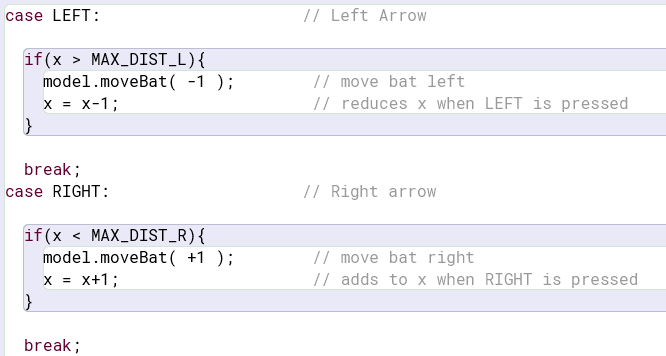 case LEFT: // Left Arrow
if(x > MAX_DIST_L){
model.moveBat( -1 ); // move bat left
x = x-1; // reduces x when LEFT is pressed
}
break;
case RIGHT: // Right arrow
if(x < MAX_DIST_R){
model.moveBat( +1 ); // move bat right
x = x+1; // adds to x when RIGHT is pressed
}
break;